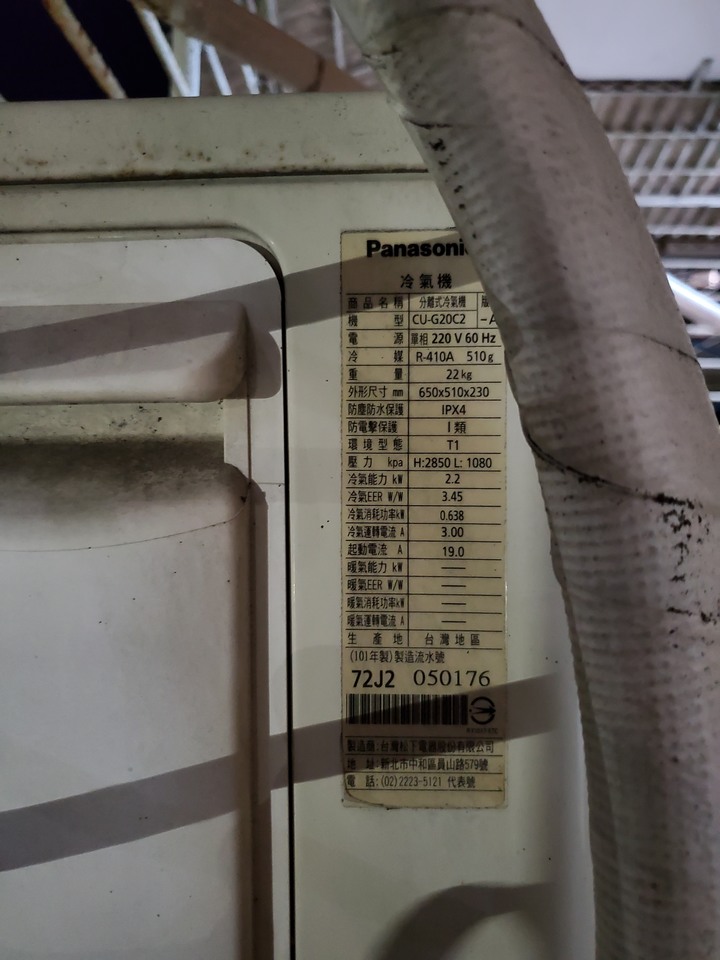 Panasonic
冷氣機
商品名稱 分離式冷氣機 版
機型 CU-G20C2 -A
電源 單相 220 V 60 Hz
冷媒 R-410A 510g
重量 22kg
外形尺寸 mm 650x510x230
防塵防水保護 IPX4
防電擊保護 I 類
環境型態 T1
壓力 kpa H:2850 L: 1080
冷氣能力 kW 2.2
冷氣EER W/W 3.45
冷氣消耗功率kW 0.638
冷氣運轉電流 A 3.00
起動電流 A 19.0
暖氣能力 kW —
暖氣EER W/W —
暖氣消耗功率kW —
暖氣運轉電流 A —
生產地 台灣地區
(101年製)製造流水號
72J2 050176
製造商:台灣松下電器股份有限公司
地址:新北市中和區員山路579號
電話:(02)2223-5121 代表號